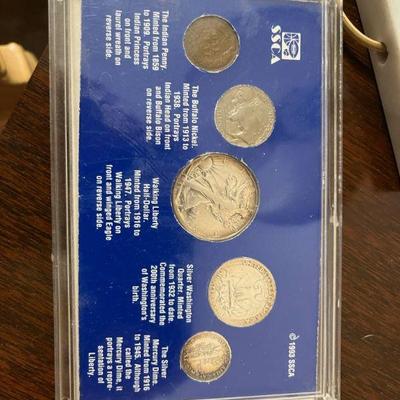 SSCA
The Indian Penny.
Minted from 1859
to 1909. Portrays
Indian Princess
on front and
laurel wreath on
reverse side.
The Buffalo Nickel.
Minted from 1913 to
1938. Portrays
Indian Head on front
and Buffalo Bison
on reverse side.
Walking Liberty
Half-Dollar.
Minted from 1916 to
1947. Portrays
Walking Liberty on
front and winged Eagle
on reverse side.
Silver Washington
Quarter. Minted
from 1932 to date.
Commemorated the
200th anniversary
of Washington's
birth.
The Silver
Mercury Dime.
Minted from 1916
to 1945. Although
called the
Mercury Dime, it
portrays a repre-
sentation of
Liberty.
© 1993 SSCA